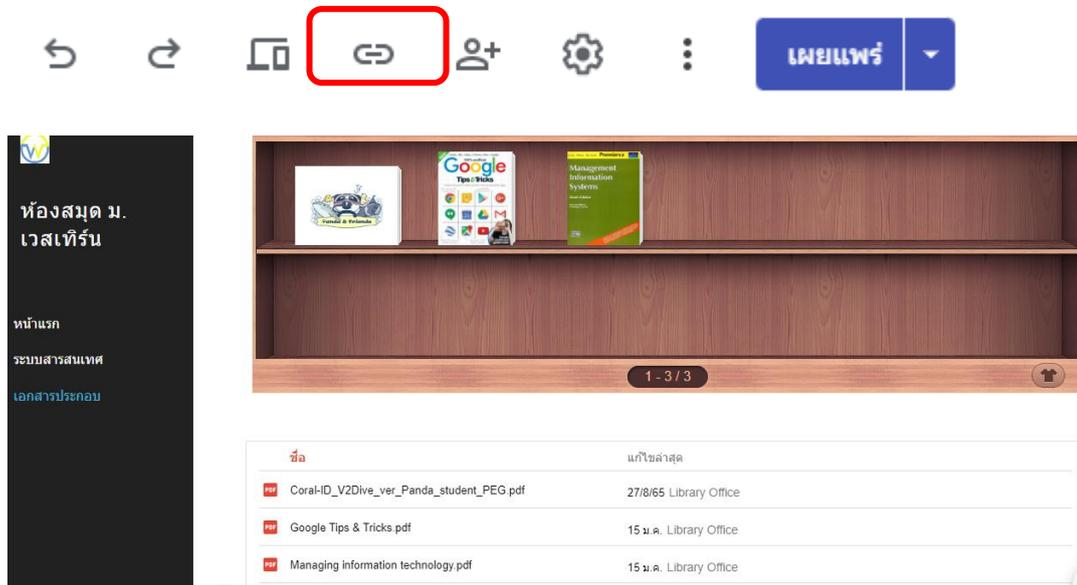 เผยแพร่
ห้องสมุด ม.
เวสเทิร์น
หน้าแรก
ระบบสารสนเทศ
เอกสารประกอบ
Panda & Friends
Google
Tips & Tricks
Management
Information
Systems
1 - 3 / 3
ชื่อ แก้ไขล่าสุด
PDF Coral-ID_V2Dive_ver_Panda_student_PEG.pdf 27/8/65 Library Office
PDF Google Tips & Tricks.pdf 15 ม.ค. Library Office
PDF Managing information technology.pdf 15 ม.ค. Library Office